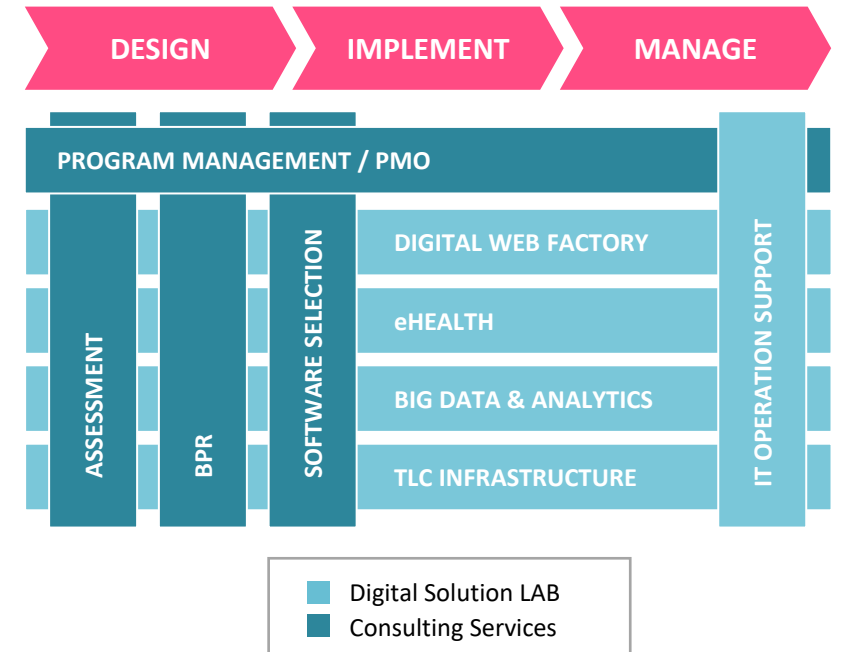 DESIGN
IMPLEMENT
MANAGE
PROGRAM MANAGEMENT / PMO
ASSESSMENT
BPR
SOFTWARE SELECTION
DIGITAL WEB FACTORY
eHEALTH
BIG DATA & ANALYTICS
TLC INFRASTRUCTURE
IT OPERATION SUPPORT
Digital Solution LAB
Consulting Services